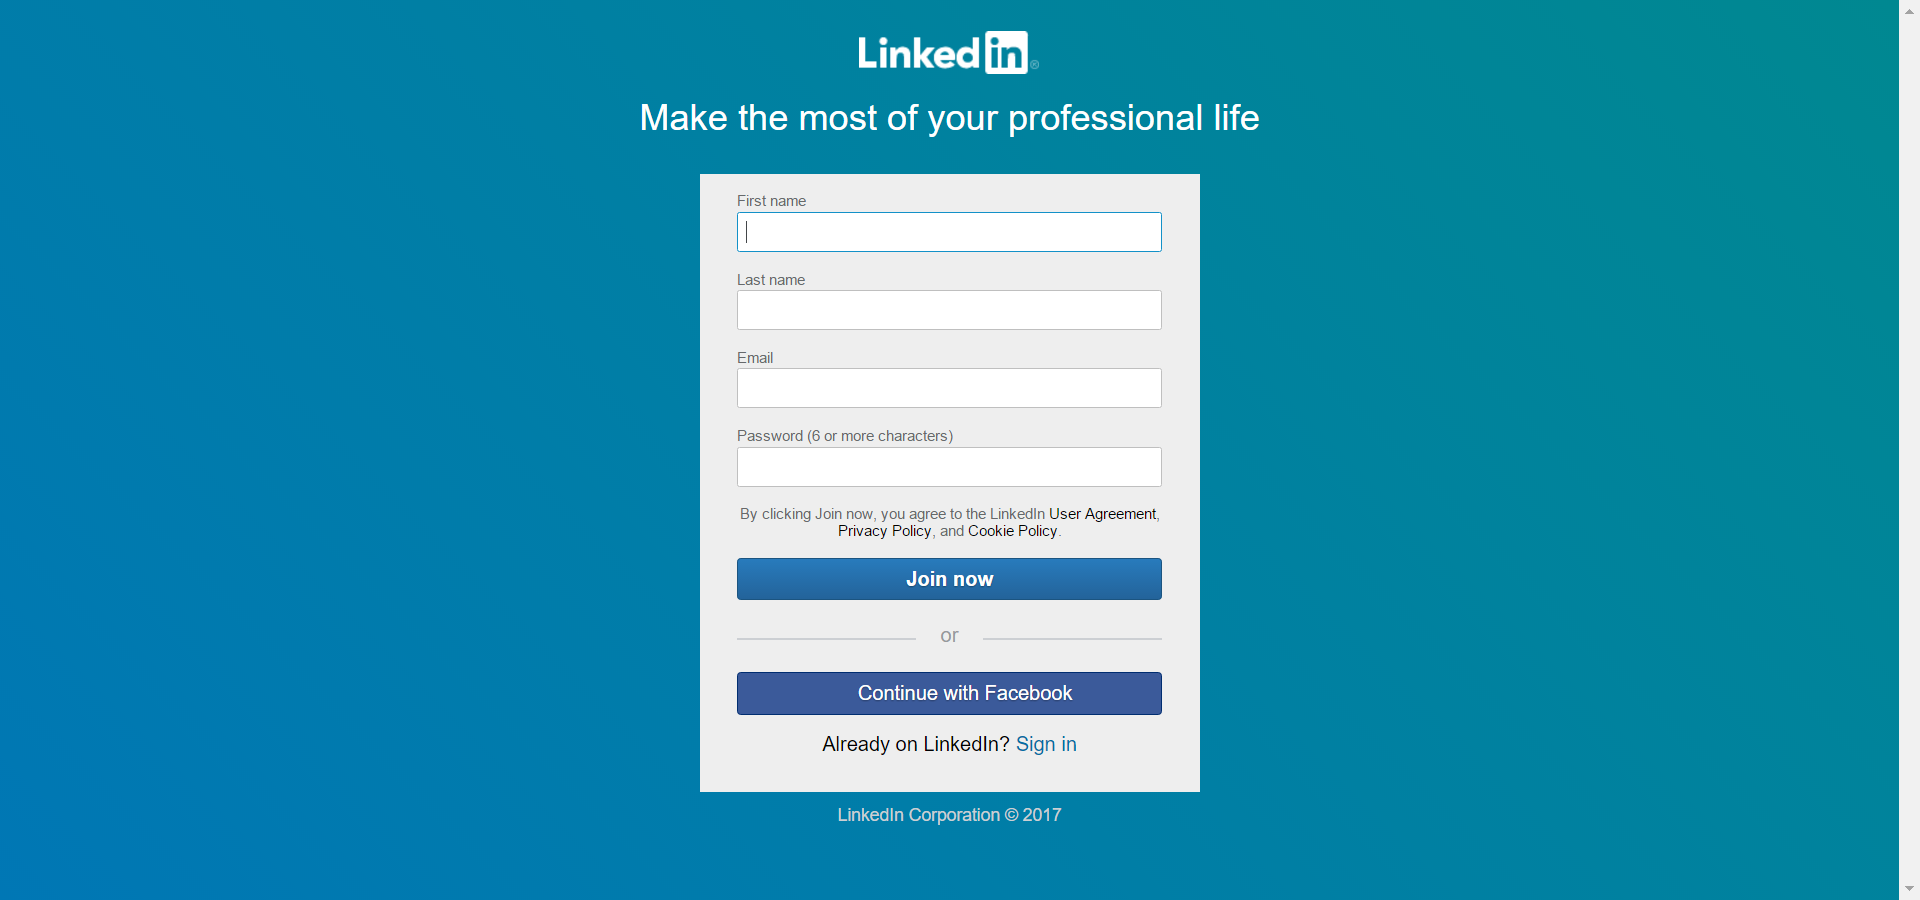 Linked in ®
Make the most of your professional life
First name
Last name
Email
Password (6 or more characters)
By clicking Join now, you agree to the LinkedIn User Agreement,
Privacy Policy, and Cookie Policy.
Join now
or
Continue with Facebook
Already on LinkedIn? Sign in
LinkedIn Corporation © 2017